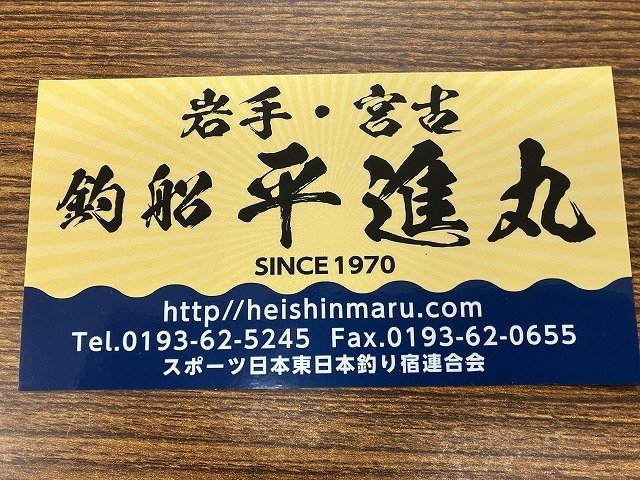 岩手・宮古
釣船 平進丸
SINCE 1970
http//heishinmaru.com
Tel.0193-62-5245 Fax.0193-62-0655
スポーツ日本東日本釣り宿連合会